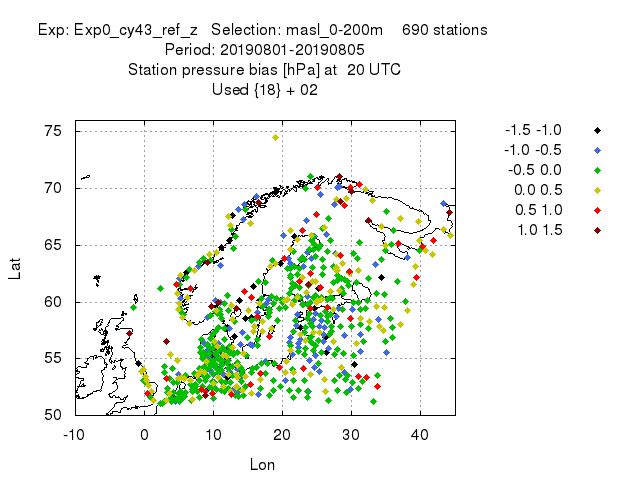 Exp: Exp0_cy43_ref_z Selection: masl_0-200m 690 stations
Period: 20190801-20190805
Station pressure bias [hPa] at 20 UTC
Used {18} + 02
75
70
65
60
55
50
Lat
-10 0 10 20 30 40
Lon
-1.5 -1.0
-1.0 -0.5
-0.5 0.0
0.0 0.5
0.5 1.0
1.0 1.5